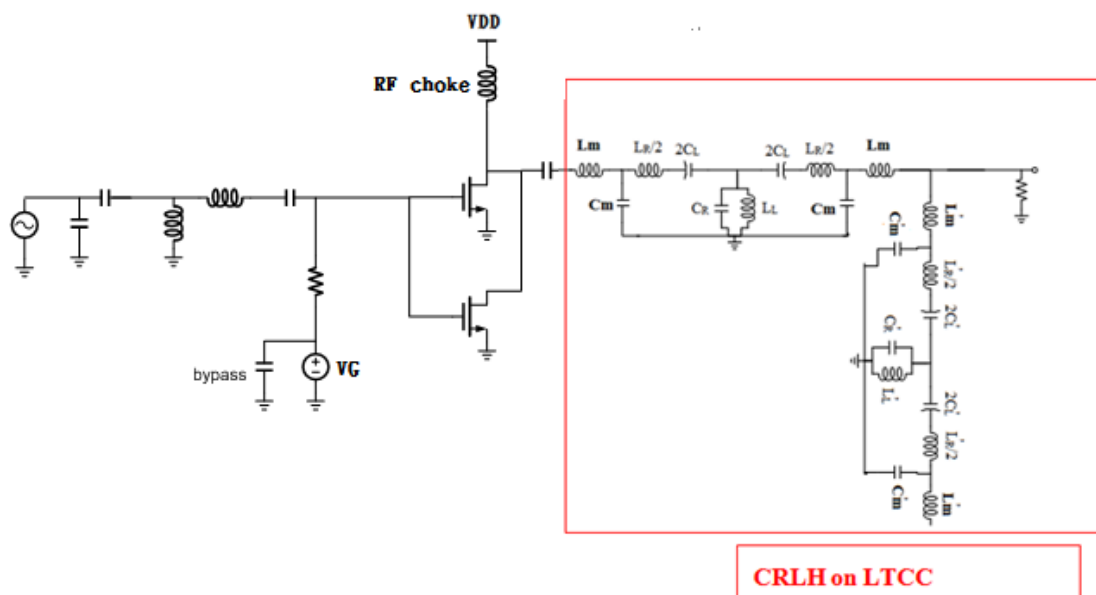 VDD
RF choke
Lm
LR/2
2CL
2CL
LR/2
Lm
Cm
CR
LL
Cm
Lm'
Cm'
LR'/2
2CL'
CR'
LL'
2CL'
LR'/2
Cm'
Lm'
bypass
VG
CRLH on LTCC